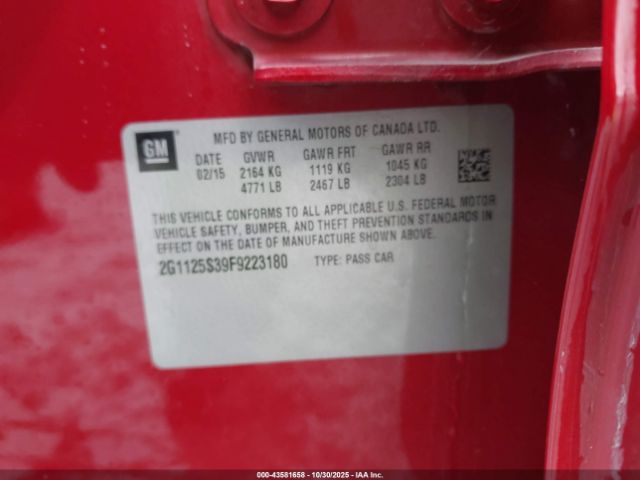 GM
MFD BY GENERAL MOTORS OF CANADA LTD.
DATE GVWR GAWR FRT GAWR RR
02/15 2164 KG 1119 KG 1045 KG
4771 LB 2467 LB 2304 LB
THIS VEHICLE CONFORMS TO ALL APPLICABLE U.S. FEDERAL MOTOR
VEHICLE SAFETY, BUMPER, AND THEFT PREVENTION STANDARDS IN
EFFECT ON THE DATE OF MANUFACTURE SHOWN ABOVE.
2G1125S39F9223180 TYPE: PASS CAR
000-43581658 - 10/30/2025 - IAA Inc.